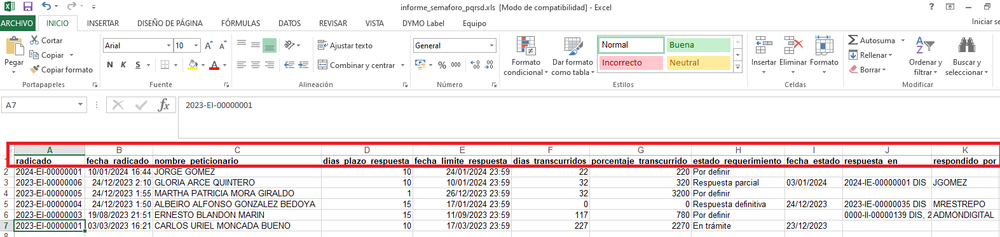 informe_semaforo_pqrsd.xls [Modo de compatibilidad] - Excel
ARCHIVO INICIO INSERTAR DISEÑO DE PÁGINA FÓRMULAS DATOS REVISAR VISTA DYMO Label Equipo Iniciar se
Pegar
Cortar
Copiar
Copiar formato
Portapapeles
Arial 10 A A
N K S A
Fuente
Ajustar texto
Combinar y centrar
Alineación
General
% 000
Número
Formato condicional
Dar formato como tabla
Normal Buena
Incorrecto Neutral
Estilos
Insertar Eliminar Formato
Celdas
Autosuma
Rellenar
Borrar
Ordenar y filtrar
Buscar y seleccionar
Modificar
A7 fx 2023-EI-00000001
A B C D E F G H I J K
1 radicado fecha_radicado nombre_peticionario dias_plazo_respuesta fecha_limite_respuesta dias_transcurridos porcentaje_transcurrido estado_requerimiento fecha_estado respuesta_en respondido_por
2 2024-EI-00000001 10/01/2024 16:44 JORGE GOMEZ 10 24/01/2024 23:59 22 220 Por definir
3 2023-EI-00000006 24/12/2023 2:10 GLORIA ARCE QUINTERO 10 10/01/2024 23:59 32 320 Respuesta parcial 03/01/2024 2024-IE-00000001 DIS JGOMEZ
4 2023-EI-00000005 24/12/2023 1:55 MARTHA PATRICIA MORA GIRALDO 1 26/12/2023 23:59 32 3200 Por definir
5 2023-EI-00000004 24/12/2023 1:50 ALBEIRO ALFONSO GONZALEZ BEDOYA 15 17/01/2024 23:59 0 0 Respuesta definitiva 24/12/2023 2023-IE-00000035 DIS MRESTREPO
6 2023-EI-00000003 19/08/2023 21:51 ERNESTO BLANDON MARIN 15 11/09/2023 23:59 117 780 Por definir 0000-II-00000139 DIS, 2 ADMONDIGITAL
7 2023-EI-00000001 03/03/2023 16:21 CARLOS URIEL MONCADA BUENO 10 17/03/2023 23:59 227 2270 En trámite 23/12/2023
8